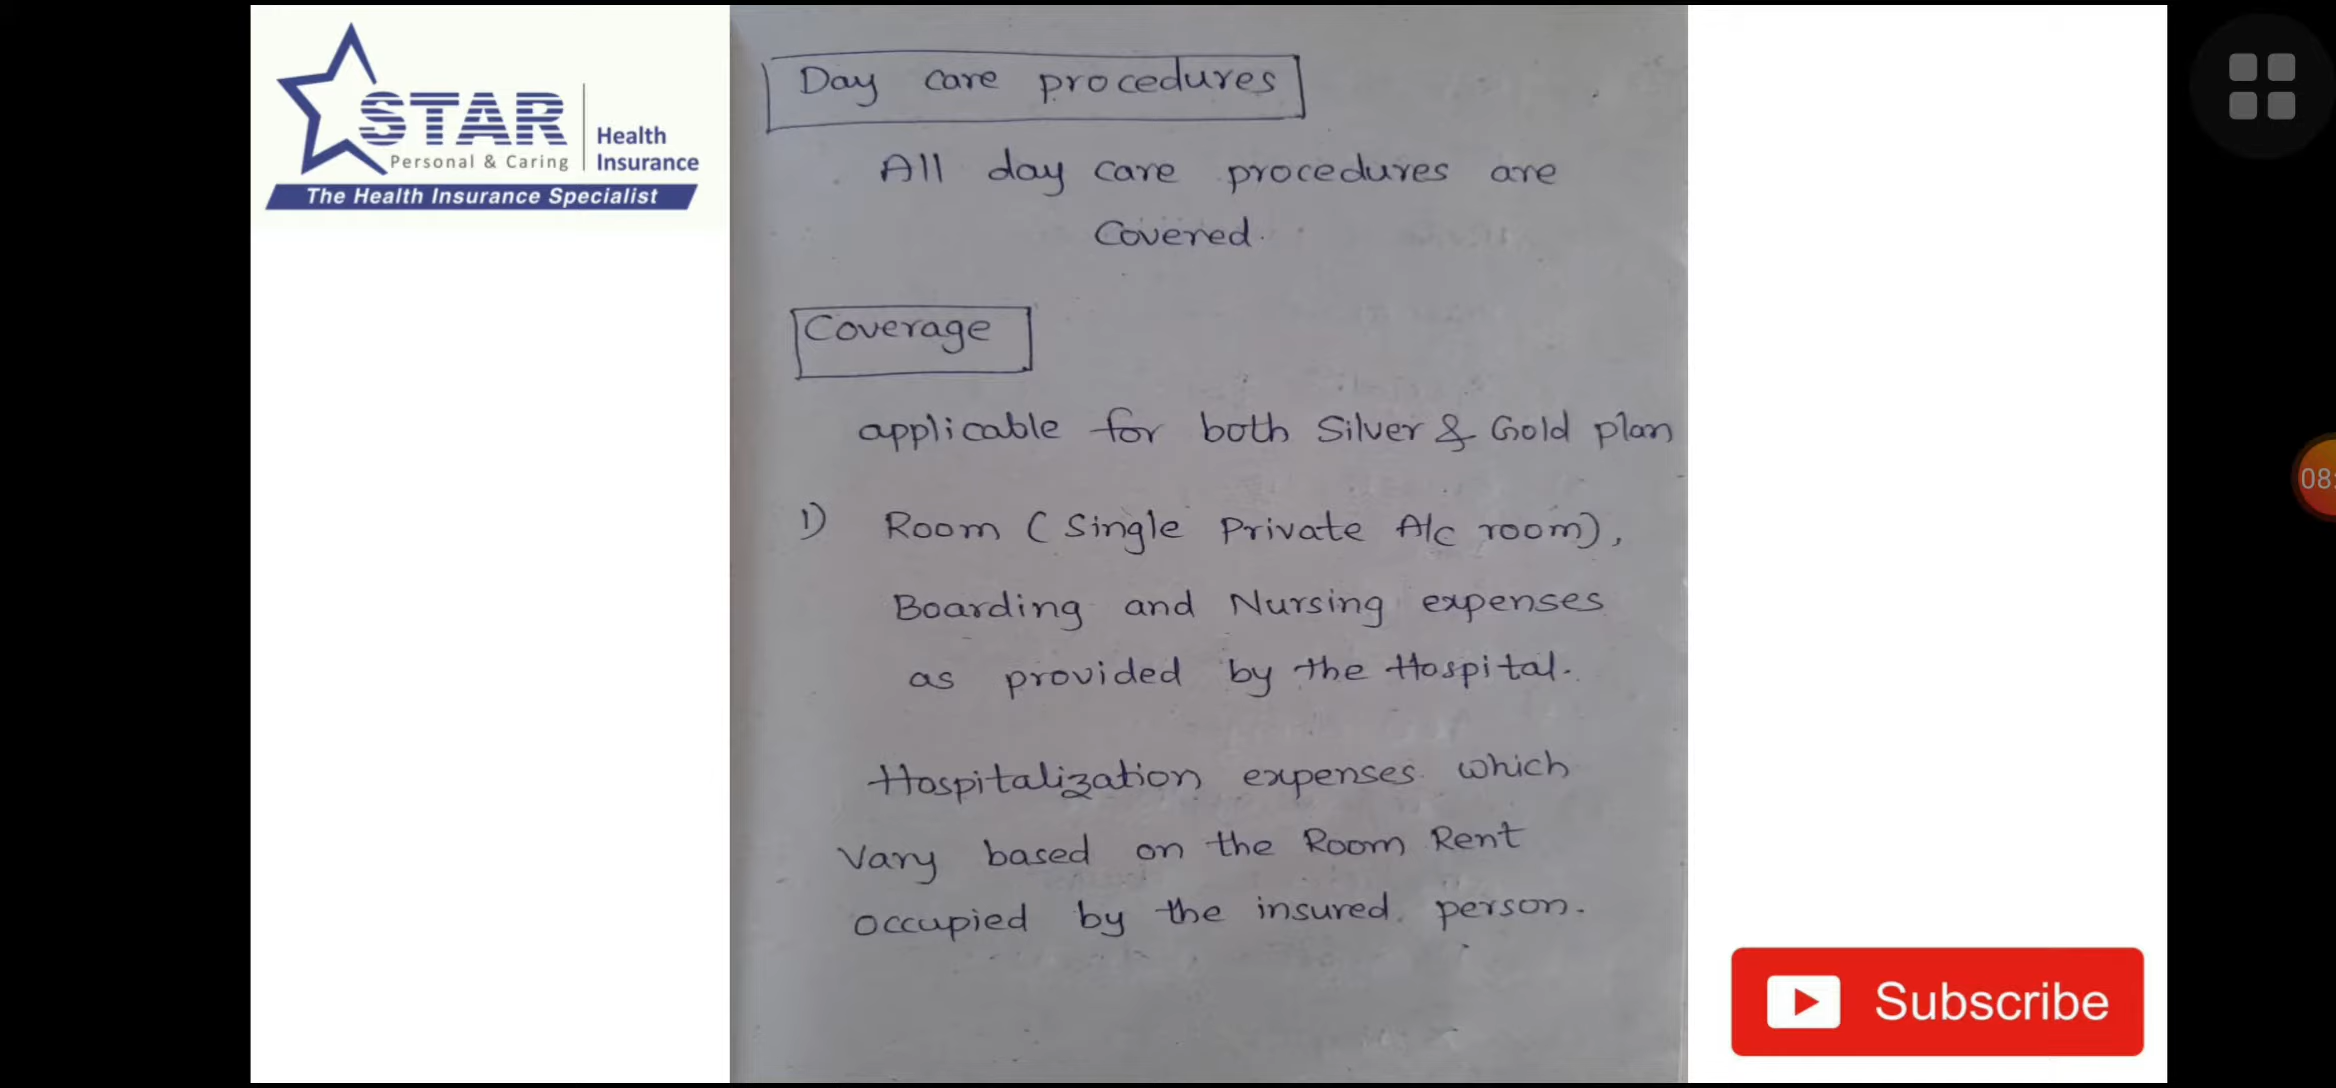 STAR
Health
Personal & Caring
Insurance
The Health Insurance Specialist
Day care procedures
All day care procedures are
Covered.
Coverage
applicable for both Silver & Gold plan
1) Room (Single Private A/c room),
Boarding and Nursing expenses
as provided by the Hospital.
Hospitalization expenses which
Vary based on the Room Rent
occupied by the insured person.
08:
Subscribe